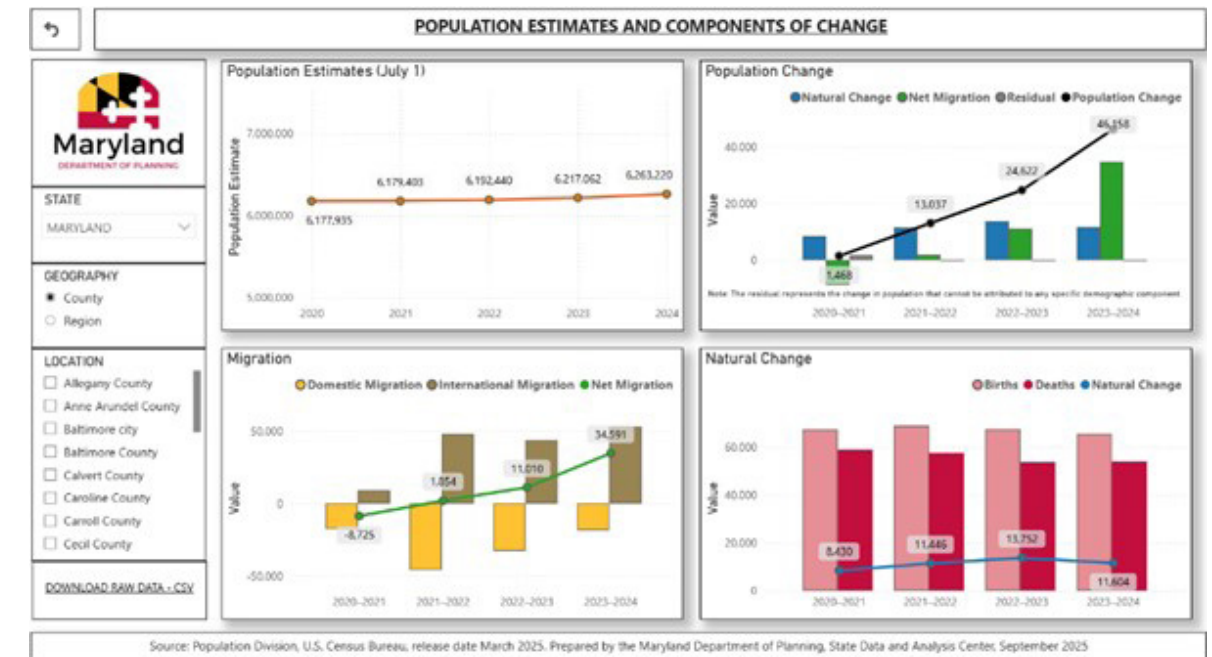 POPULATION ESTIMATES AND COMPONENTS OF CHANGE
Maryland
DEPARTMENT OF PLANNING
STATE
MARYLAND
GEOGRAPHY
County
Region
LOCATION
Allegany County
Anne Arundel County
Baltimore city
Baltimore County
Calvert County
Caroline County
Carroll County
Cecil County
DOWNLOAD RAW DATA - CSV
Population Estimates (July 1)
Population Estimate
7,000,000
6,000,000
5,000,000
6,177,935
6,179,403
6,192,440
6,217,062
6,263,220
2020 2021 2022 2023 2024
Population Change
Natural Change Net Migration Residual Population Change
Value
40,000
20,000
0
1,468
13,037
24,622
46,158
Note: The residual represents the change in population that cannot be attributed to any specific demographic component
2020–2021 2021–2022 2022–2023 2023–2024
Migration
Domestic Migration International Migration Net Migration
Value
50,000
0
-50,000
-8,725
11,010
34,591
2020–2021 2021–2022 2022–2023 2023–2024
Natural Change
Births Deaths Natural Change
Value
60,000
40,000
20,000
0
8,430
11,446
13,752
11,604
2020–2021 2021–2022 2022–2023 2023–2024
Source: Population Division, U.S. Census Bureau, release date March 2025. Prepared by the Maryland Department of Planning, State Data and Analysis Center, September 2025